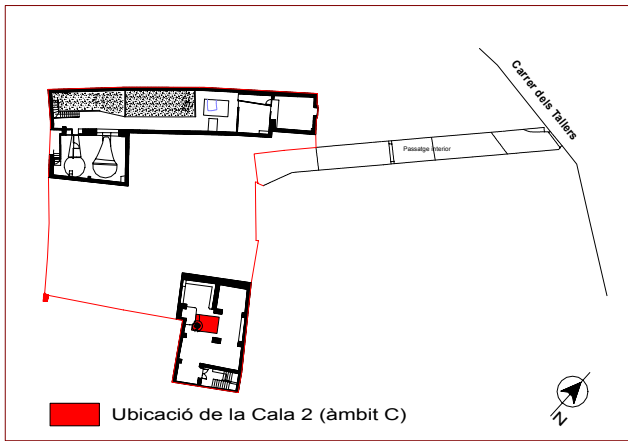 Carrer dels Tallers
Passatge interior
Ubicació de la Cala 2 (àmbit C)
N